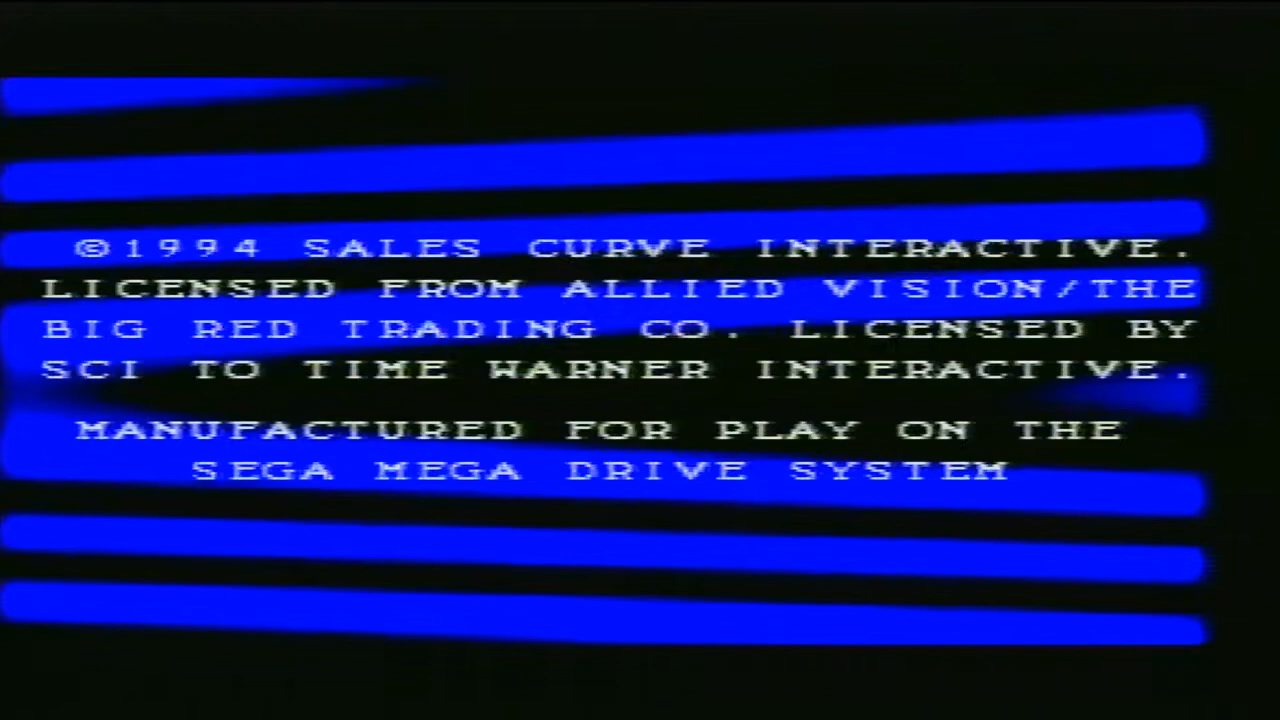 ©1994 SALES CURVE INTERACTIVE.
LICENSED FROM ALLIED VISION/THE
BIG RED TRADING CO. LICENSED BY
SCI TO TIME WARNER INTERACTIVE.
MANUFACTURED FOR PLAY ON THE
SEGA MEGA DRIVE SYSTEM